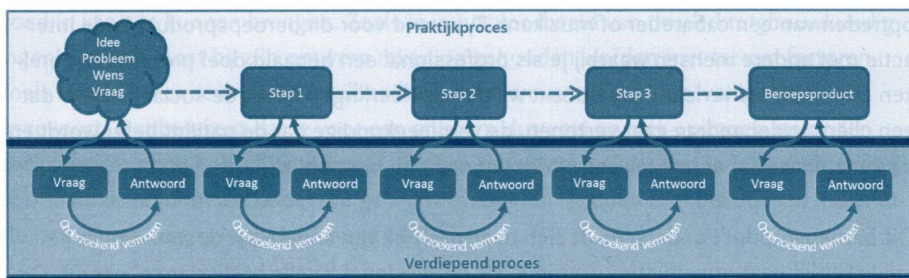 Praktijkproces
Idee
Probleem
Wens
Vraag
Stap 1
Stap 2
Stap 3
Beroepsproduct
Vraag
Antwoord
Vraag
Antwoord
Vraag
Antwoord
Vraag
Antwoord
Vraag
Antwoord
Onderzoekend vermogen
Onderzoekend vermogen
Onderzoekend vermogen
Onderzoekend vermogen
Onderzoekend vermogen
Verdiepend proces